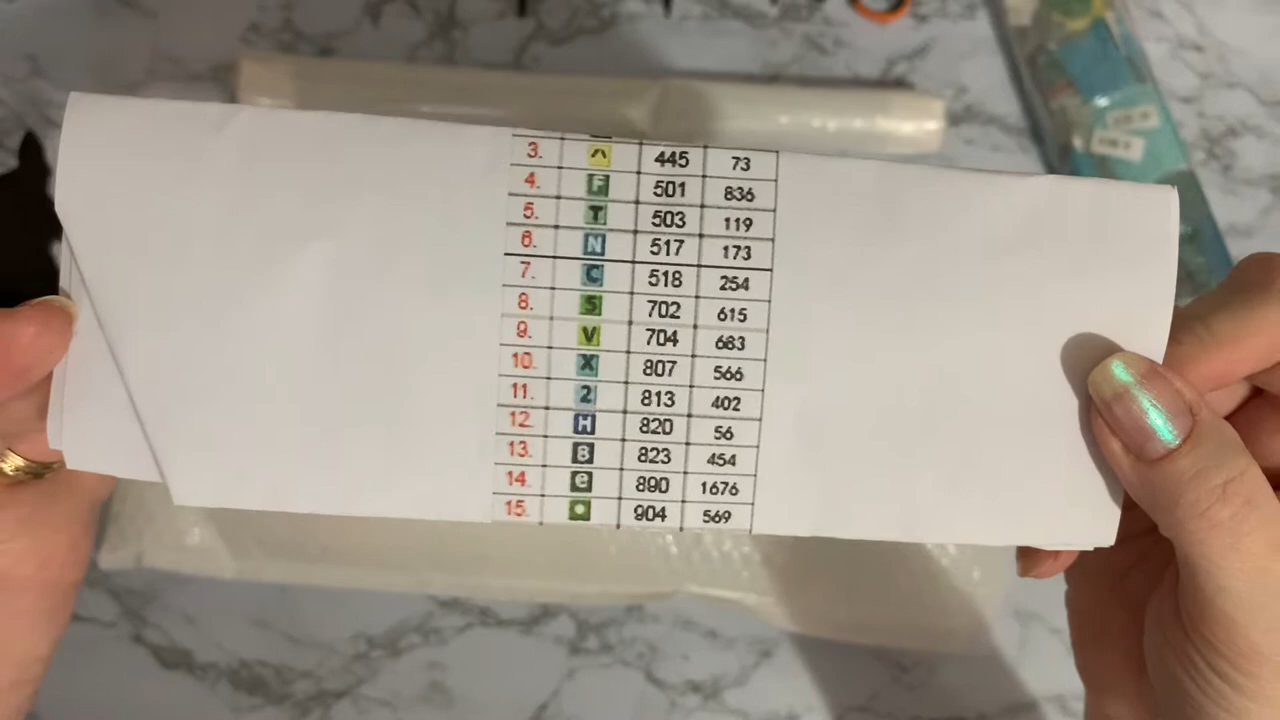 3. ^ 445 73
4. F 501 836
5. T 503 119
6. N 517 173
7. C 518 254
8. 5 702 615
9. V 704 683
10. X 807 566
11. 2 813 402
12. H 820 56
13. B 823 454
14. e 890 1676
15. 904 569